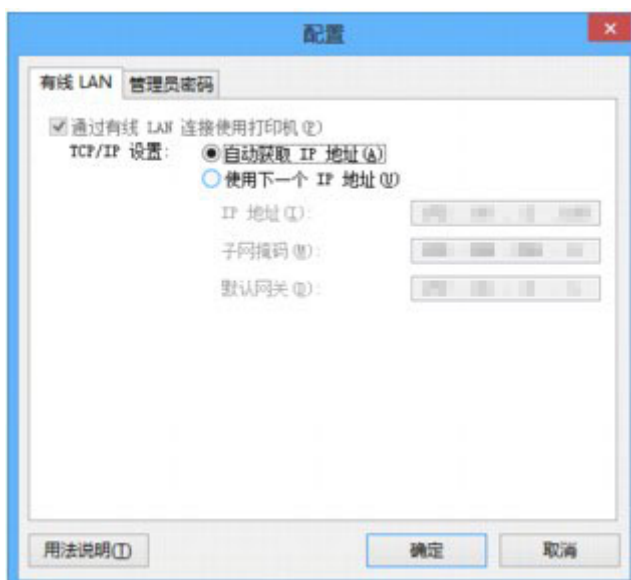 配置
有线 LAN 管理员密码
通过有线 LAN 连接使用打印机(P)
TCP/IP 设置: 自动获取 IP 地址(A)
使用下一个 IP 地址(U)
IP 地址(I):
子网掩码(M):
默认网关(D):
用法说明(T) 确定 取消